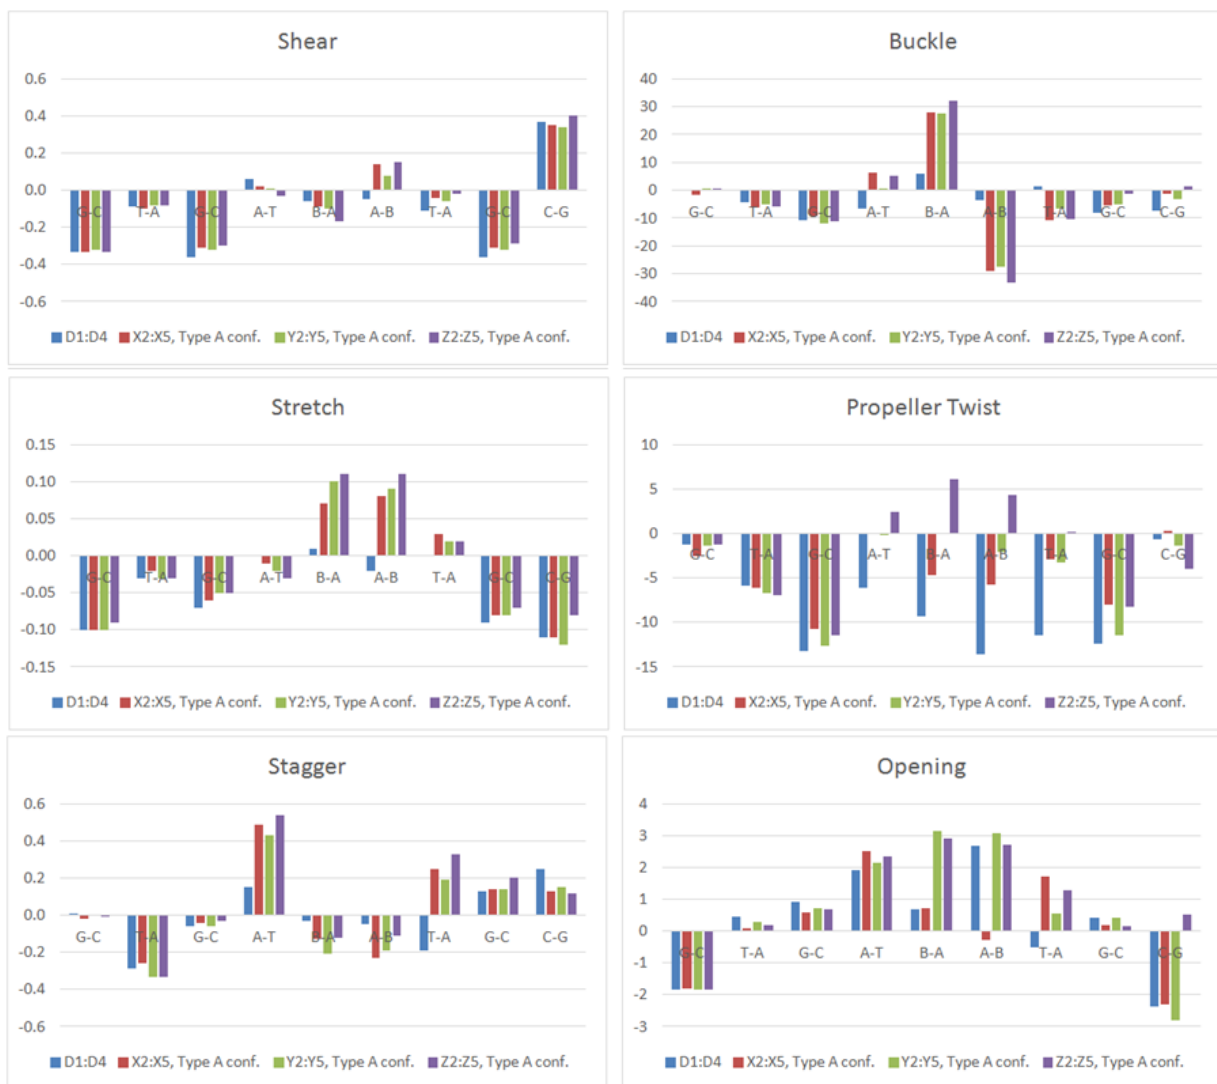 Shear
0.6
0.4
0.2
0.0
-0.2
-0.4
-0.6
G-C T-A G-C A-T B-A A-B T-A G-C C-G
D1:D4 X2:X5, Type A conf. Y2:Y5, Type A conf. Z2:Z5, Type A conf.
Buckle
40
30
20
10
0
-10
-20
-30
-40
G-C T-A G-C A-T B-A A-B T-A G-C C-G
D1:D4 X2:X5, Type A conf. Y2:Y5, Type A conf. Z2:Z5, Type A conf.
Stretch
0.15
0.10
0.05
0.00
-0.05
-0.10
-0.15
G-C T-A G-C A-T B-A A-B T-A G-C C-G
D1:D4 X2:X5, Type A conf. Y2:Y5, Type A conf. Z2:Z5, Type A conf.
Propeller Twist
10
5
0
-5
-10
-15
G-C T-A G-C A-T B-A A-B T-A G-C C-G
D1:D4 X2:X5, Type A conf. Y2:Y5, Type A conf. Z2:Z5, Type A conf.
Stagger
0.6
0.4
0.2
0.0
-0.2
-0.4
-0.6
G-C T-A G-C A-T B-A A-B T-A G-C C-G
D1:D4 X2:X5, Type A conf. Y2:Y5, Type A conf. Z2:Z5, Type A conf.
Opening
4
3
2
1
0
-1
-2
-3
G-C T-A G-C A-T B-A A-B T-A G-C C-G
D1:D4 X2:X5, Type A conf. Y2:Y5, Type A conf. Z2:Z5, Type A conf.